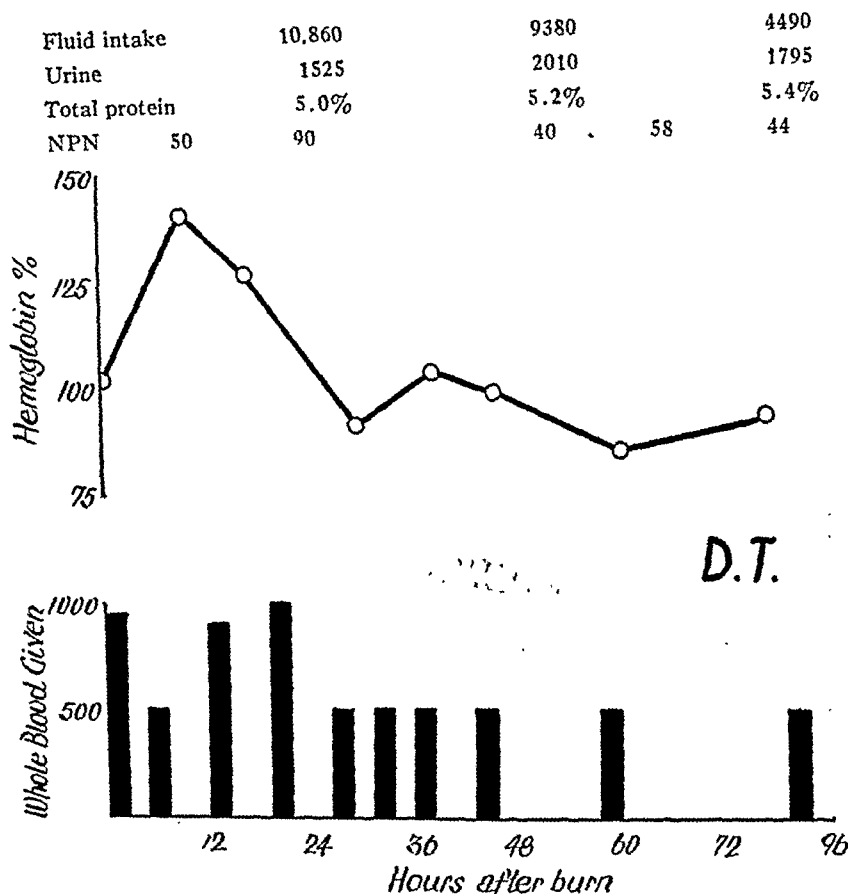 Fluid intake 10,860 9380 4490
Urine 1525 2010 1795
Total protein 5.0% 5.2% 5.4%
NPN 50 90 40 58 44
150
125
100
75
Hemoglobin %
D.T.
1000
500
Whole Blood Given
12 24 36 48 60 72 96
Hours after burn